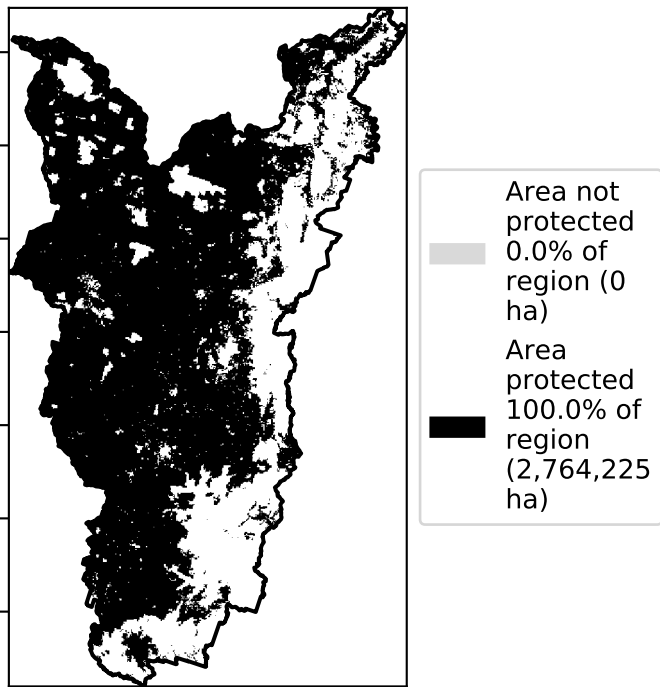 Area not
protected
0.0% of
region (0
ha)
Area
protected
100.0% of
region
(2,764,225
ha)